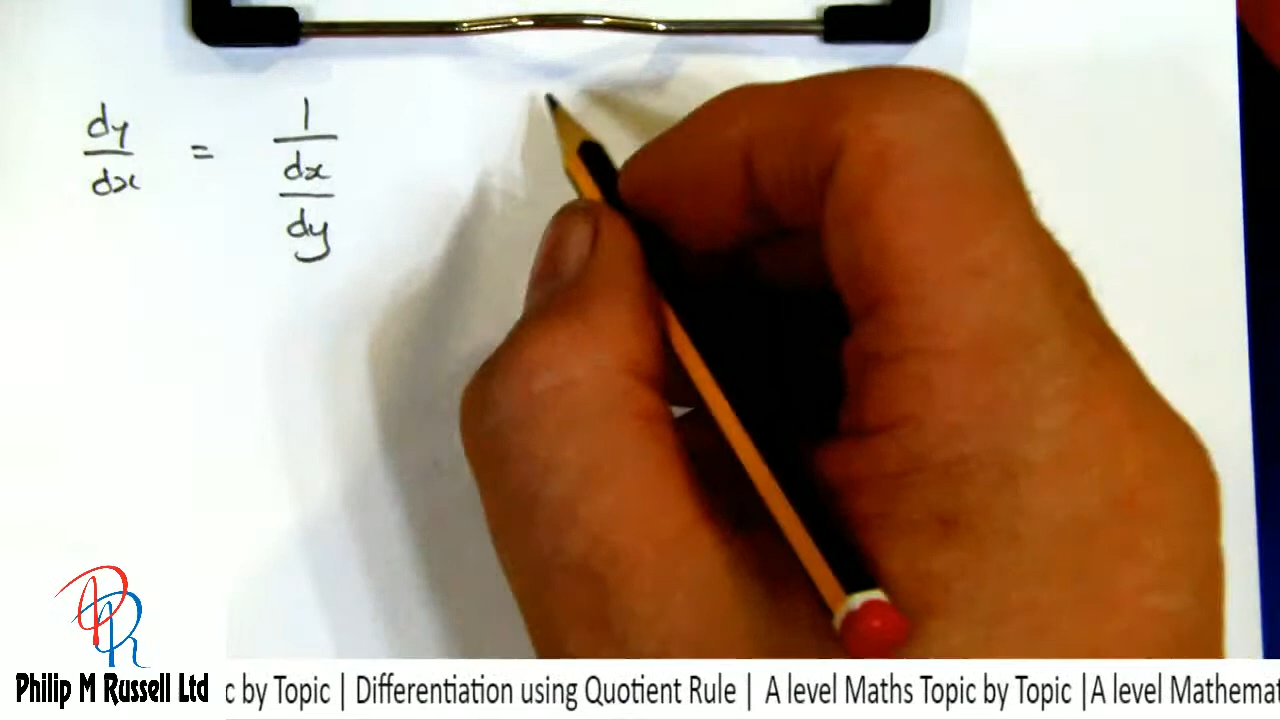 dy/dx = 1/(dx/dy)
Philip M Russell Ltd
c by Topic | Differentiation using Quotient Rule | A level Maths Topic by Topic |A level Mathemat